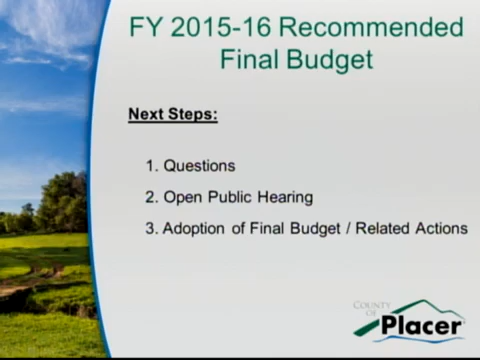 FY 2015-16 Recommended
Final Budget
Next Steps:
1. Questions
2. Open Public Hearing
3. Adoption of Final Budget / Related Actions
COUNTY
OF
Placer